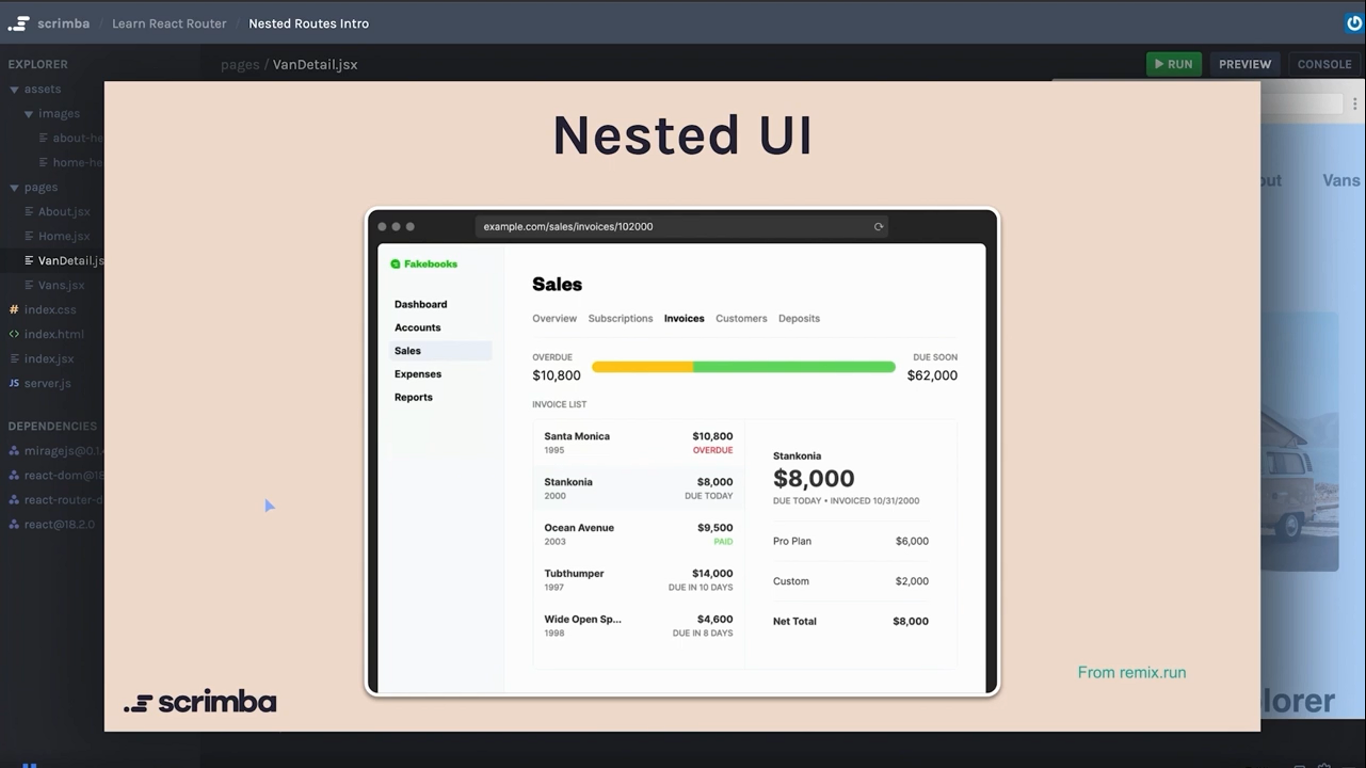 scrimba / Learn React Router / Nested Routes Intro
EXPLORER
pages / VanDetail.jsx
RUN
PREVIEW
CONSOLE
assets
images
about-he
home-he
pages
About.jsx
Home.jsx
VanDetail.js
Vans.jsx
# index.css
<> index.html
index.jsx
JS server.js
DEPENDENCIES
miragejs@0.1.4
react-dom@18
react-router-d
react@18.2.0
Nested UI
example.com/sales/invoices/102000
Fakebooks
Dashboard
Accounts
Sales
Expenses
Reports
Sales
Overview Subscriptions Invoices Customers Deposits
OVERDUE
$10,800
DUE SOON
$62,000
INVOICE LIST
Santa Monica $10,800
1995 OVERDUE
Stankonia $8,000
2000 DUE TODAY
Ocean Avenue $9,500
2003 PAID
Tubthumper $14,000
1997 DUE IN 10 DAYS
Wide Open Sp... $4,600
1998 DUE IN 8 DAYS
Stankonia
$8,000
DUE TODAY • INVOICED 10/31/2000
Pro Plan $6,000
Custom $2,000
Net Total $8,000
From remix.run
scrimba
out Vans
plorer